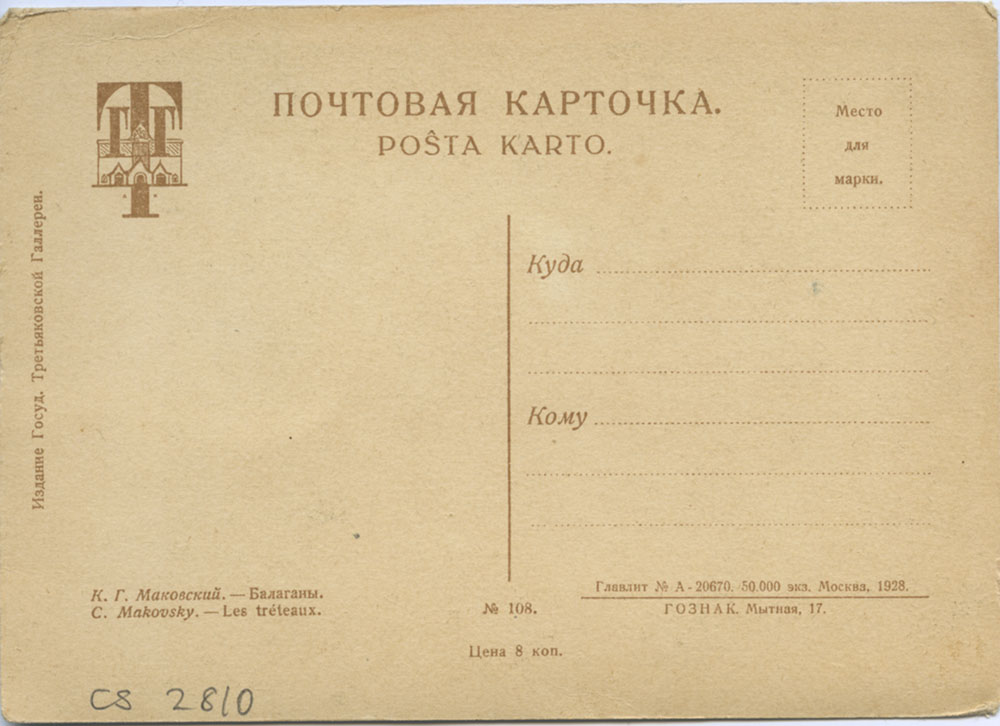 ПОЧТОВАЯ КАРТОЧКА.
POŜTA KARTO.
Место
для
марки.
Издание Госуд. Третьяковской Галлереи.
Куда
Кому
К. Г. Маковский. — Балаганы.
C. Makovsky. — Les tréteaux.
№ 108.
Главлит № А - 20670. 50.000 экз. Москва, 1928.
ГОЗНАК. Мытная, 17.
Цена 8 коп.
CS 2810